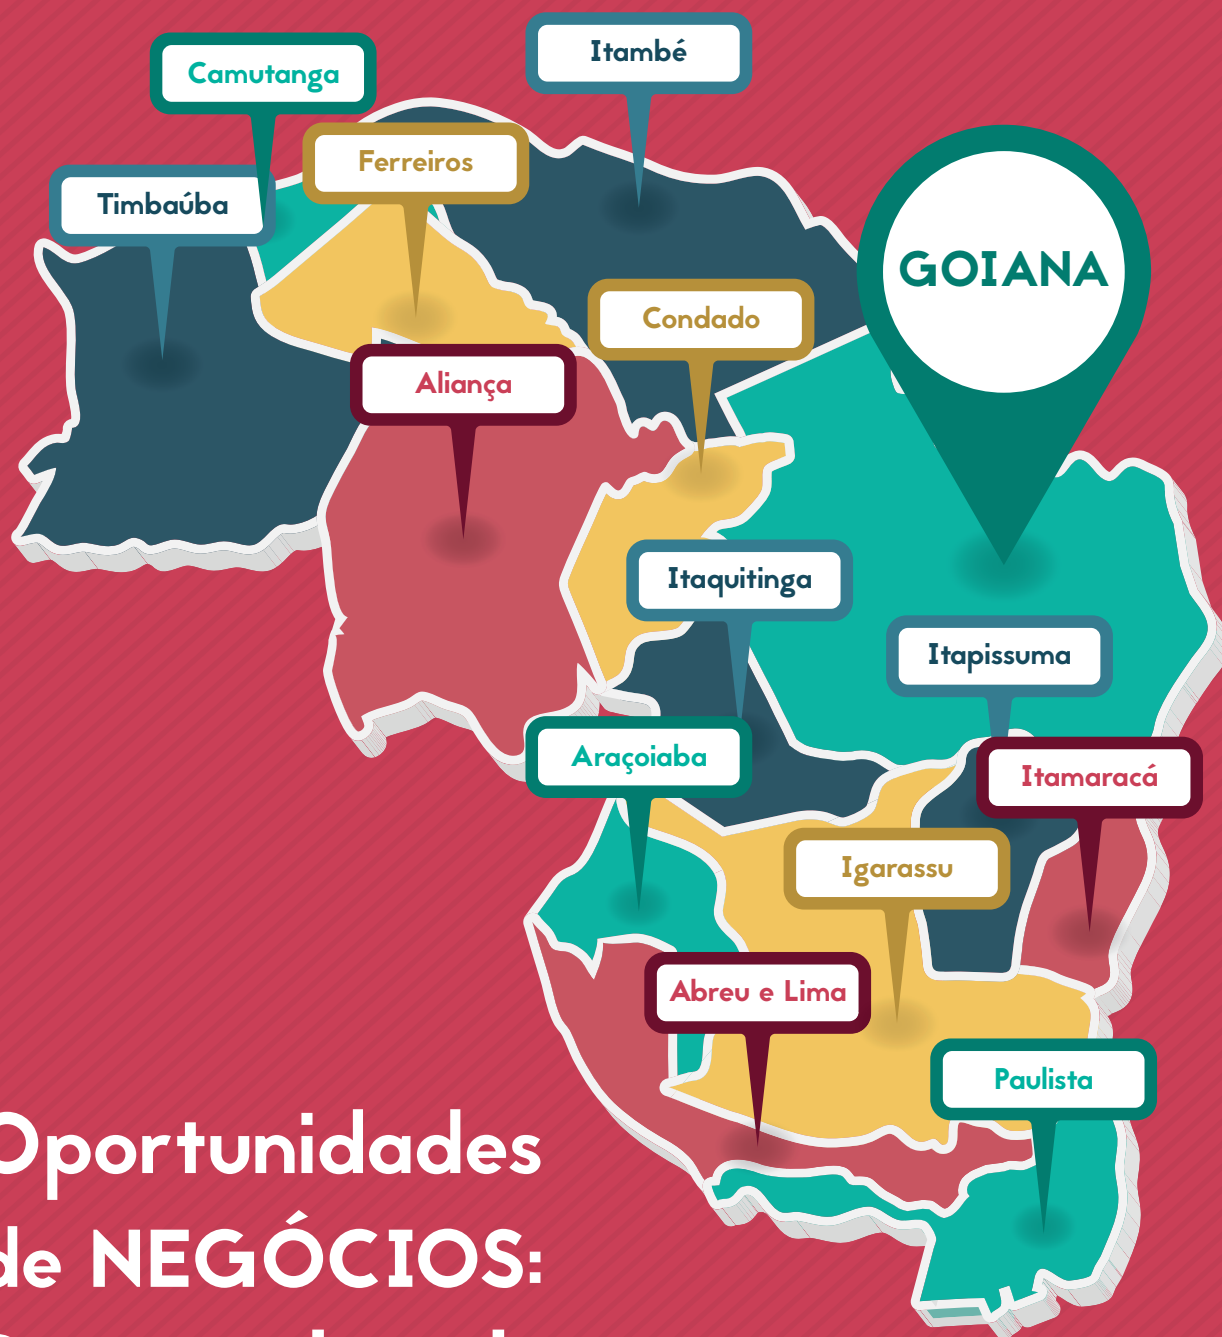 Itambé
Camutanga
Ferreiros
Timbaúba
GOIANA
Condado
Aliança
Itaquitinga
Itapissuma
Araçoiaba
Itamaracá
Igarassu
Abreu e Lima
Paulista
Oportunidades
de NEGÓCIOS: